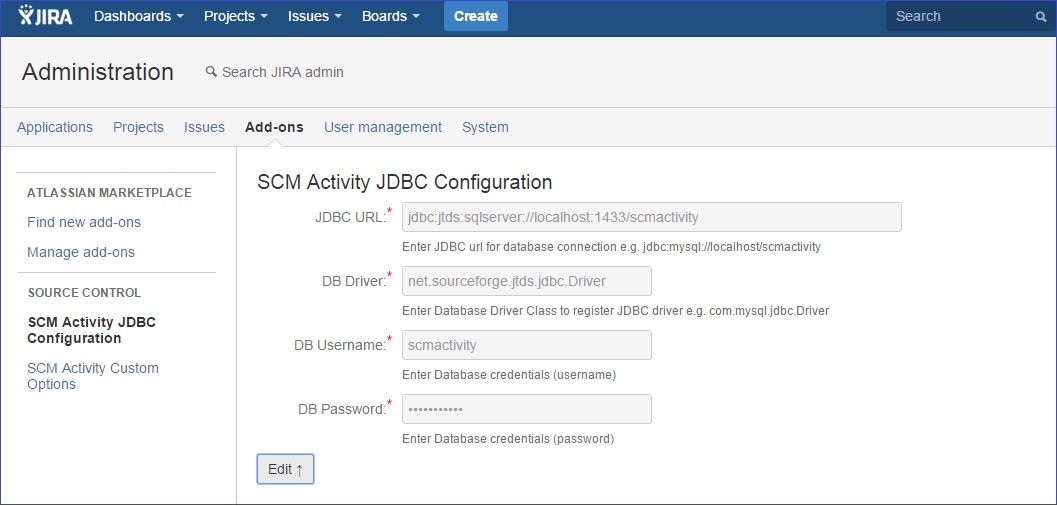 JIRA Dashboards Projects Issues Boards Create Search
Administration Search JIRA admin
Applications Projects Issues Add-ons User management System
ATLASSIAN MARKETPLACE
Find new add-ons
Manage add-ons
SOURCE CONTROL
SCM Activity JDBC
Configuration
SCM Activity Custom
Options
SCM Activity JDBC Configuration
JDBC URL:* jdbc:jtds:sqlserver://localhost:1433/scmactivity
Enter JDBC url for database connection e.g. jdbc:mysql://localhost/scmactivity
DB Driver:* net.sourceforge.jtds.jdbc.Driver
Enter Database Driver Class to register JDBC driver e.g. com.mysql.jdbc.Driver
DB Username:* scmactivity
Enter Database credentials (username)
DB Password:* •••••••••••
Enter Database credentials (password)
Edit ↑